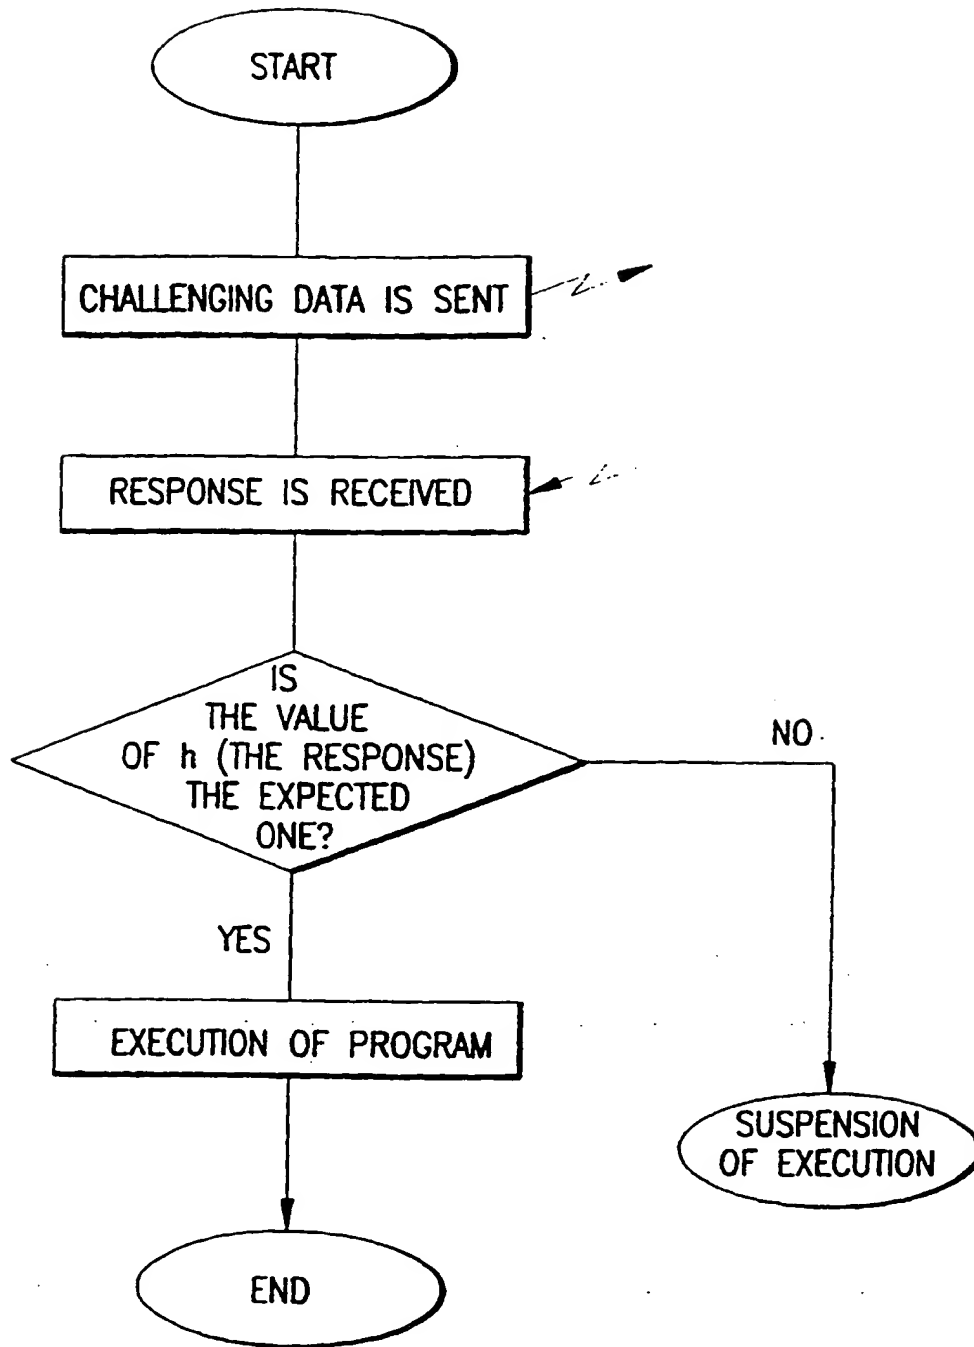 START
CHALLENGING DATA IS SENT
RESPONSE IS RECEIVED
IS
THE VALUE
OF h (THE RESPONSE)
THE EXPECTED
ONE?
NO
YES
EXECUTION OF PROGRAM
SUSPENSION
OF EXECUTION
END